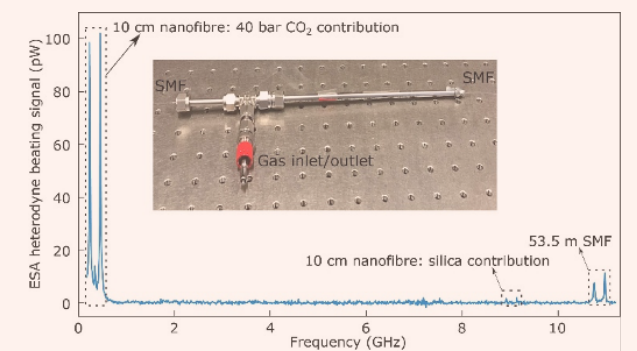 10 cm nanofibre: 40 bar CO₂ contribution
ESA heterodyne beating signal (pW)
100
80
60
40
20
0
SMF
SMF
Gas inlet/outlet
53.5 m SMF
10 cm nanofibre: silica contribution
0
2
4
6
8
10
Frequency (GHz)